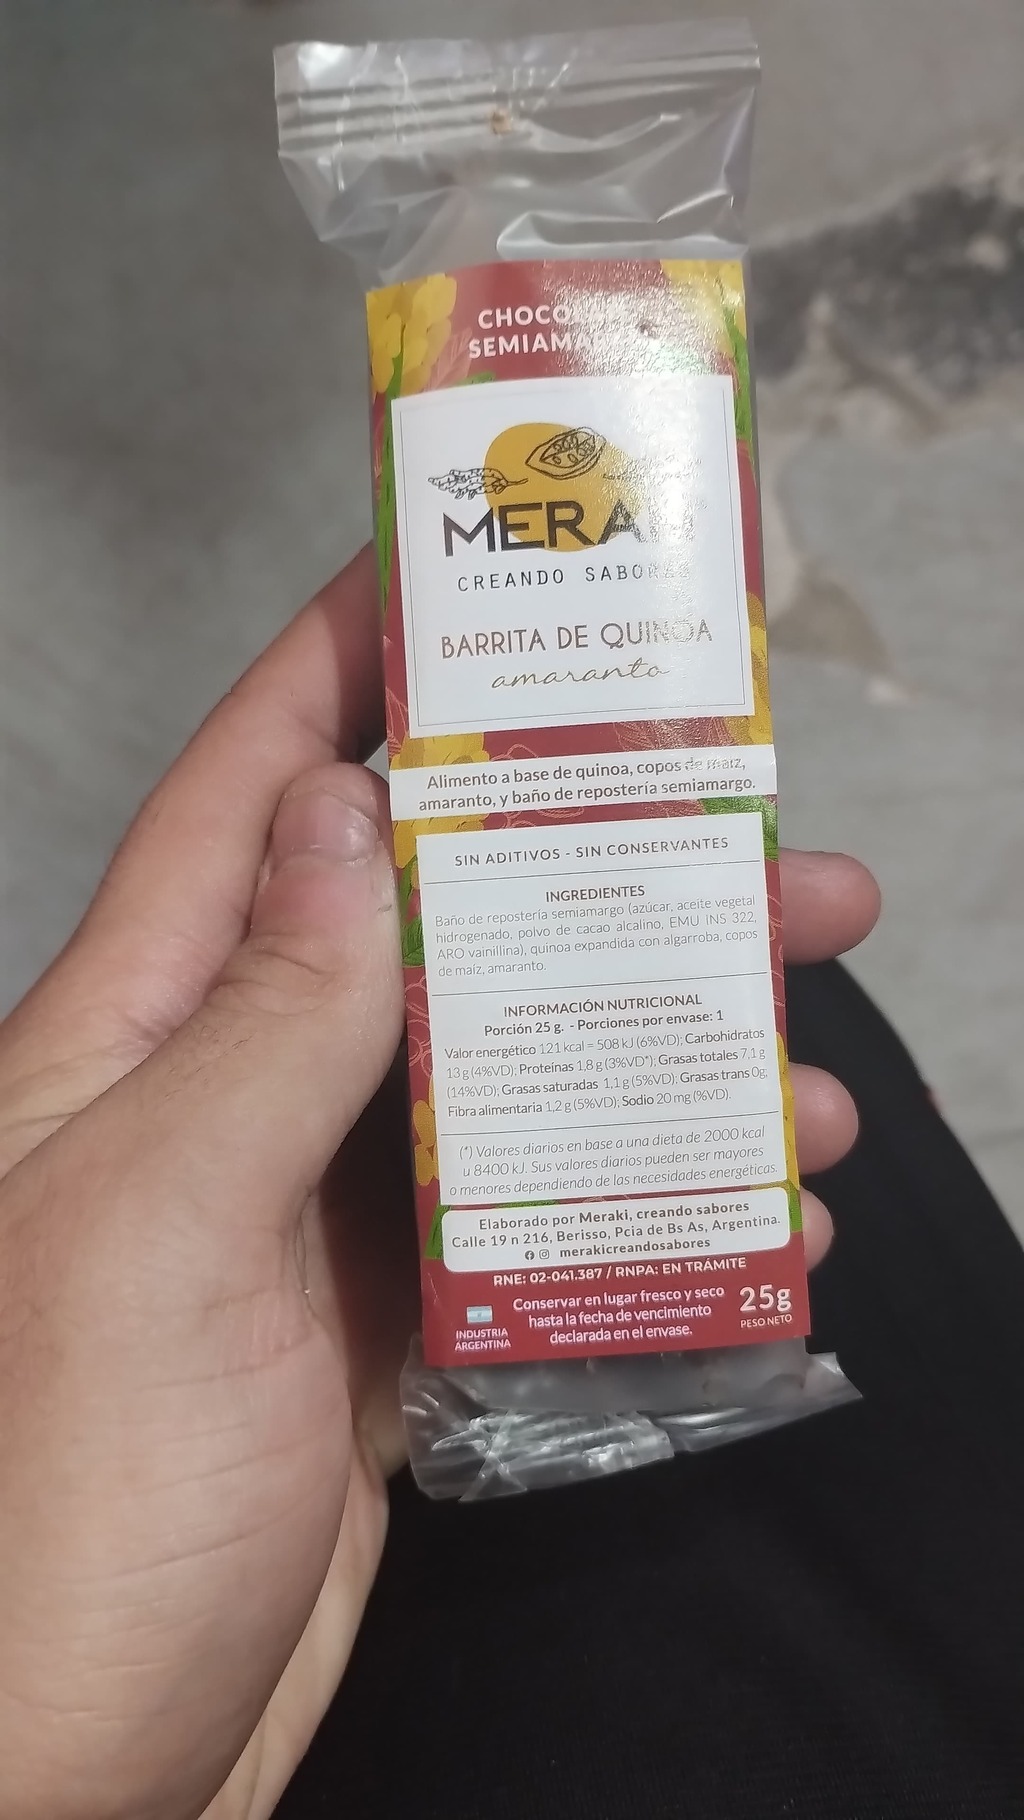 CHOCO
SEMIAMA
MERAKI
CREANDO SABORES
BARRITA DE QUINOA
amaranto
Alimento a base de quinoa, copos de maíz,
amaranto, y baño de repostería semiamargo.
SIN ADITIVOS - SIN CONSERVANTES
INGREDIENTES
Baño de repostería semiamargo (azúcar, aceite vegetal
hidrogenado, polvo de cacao alcalino, EMU INS 322,
ARO vainillina), quinoa expandida con algarroba, copos
de maíz, amaranto.
INFORMACIÓN NUTRICIONAL
Porción 25 g. - Porciones por envase: 1
Valor energético 121 kcal = 508 kJ (6%VD); Carbohidratos
13 g (4%VD); Proteínas 1,8 g (3%VD*); Grasas totales 7,1 g
(14%VD); Grasas saturadas 1,1 g (5%VD); Grasas trans 0g;
Fibra alimentaria 1,2 g (5%VD); Sodio 20 mg (%VD).
(*) Valores diarios en base a una dieta de 2000 kcal
u 8400 kJ. Sus valores diarios pueden ser mayores
o menores dependiendo de las necesidades energéticas.
Elaborado por Meraki, creando sabores
Calle 19 n 216, Berisso, Pcia de Bs As, Argentina.
merakicreandosabores
RNE: 02-041.387 / RNPA: EN TRÁMITE
INDUSTRIA
ARGENTINA
Conservar en lugar fresco y seco
hasta la fecha de vencimiento
declarada en el envase.
25g
PESO NETO